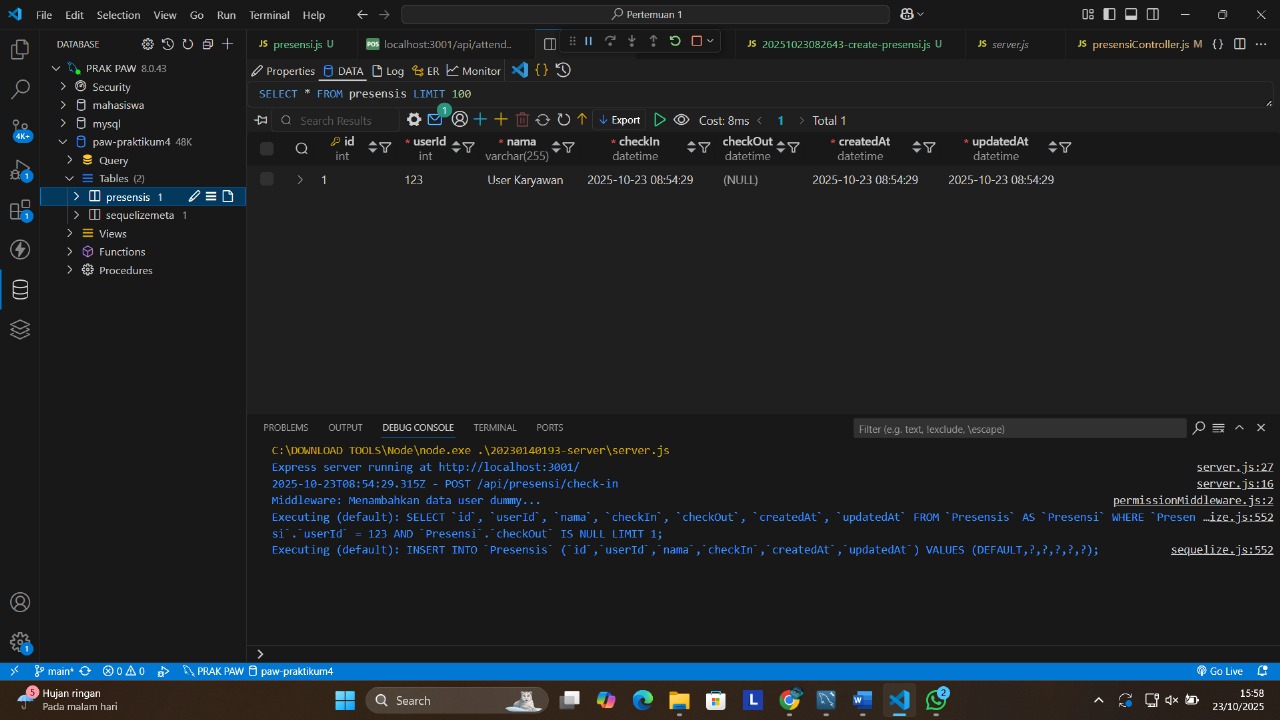 File Edit Selection View Go Run Terminal Help
Pertemuan 1
DATABASE
JS presensi.js U
POS localhost:3001/api/attend..
JS 20251023082643-create-presensi.js U
JS server.js
JS presensiController.js M
PRAK PAW 8.0.43
Security
mahasiswa
mysql
paw-praktikum4 48K
Query
Tables (2)
presensis 1
sequelizemeta 1
Views
Functions
Procedures
4K+
1
1
1
Properties DATA Log ER Monitor
SELECT * FROM presensis LIMIT 100
Search Results
1
Export
Cost: 8ms
1
Total 1
id int
* userId int
* nama varchar(255)
* checkIn datetime
checkOut datetime
* createdAt datetime
* updatedAt datetime
1 123 User Karyawan 2025-10-23 08:54:29 (NULL) 2025-10-23 08:54:29 2025-10-23 08:54:29
PROBLEMS OUTPUT DEBUG CONSOLE TERMINAL PORTS
Filter (e.g. text, !exclude, \escape)
C:\DOWNLOAD TOOLS\Node\node.exe .\20230140193-server\server.js
Express server running at http://localhost:3001/ server.js:27
2025-10-23T08:54:29.315Z - POST /api/presensi/check-in server.js:16
Middleware: Menambahkan data user dummy... permissionMiddleware.js:2
Executing (default): SELECT `id`, `userId`, `nama`, `checkIn`, `checkOut`, `createdAt`, `updatedAt` FROM `Presensis` AS `Presensi` WHERE `Presen …ize.js:552
si`.`userId` = 123 AND `Presensi`.`checkOut` IS NULL LIMIT 1;
Executing (default): INSERT INTO `Presensis` (`id`,`userId`,`nama`,`checkIn`,`createdAt`,`updatedAt`) VALUES (DEFAULT,?,?,?,?,?); sequelize.js:552
main* 0 0 PRAK PAW paw-praktikum4 Go Live
5
Hujan ringan
Pada malam hari
Search
L
2
15:58
23/10/2025